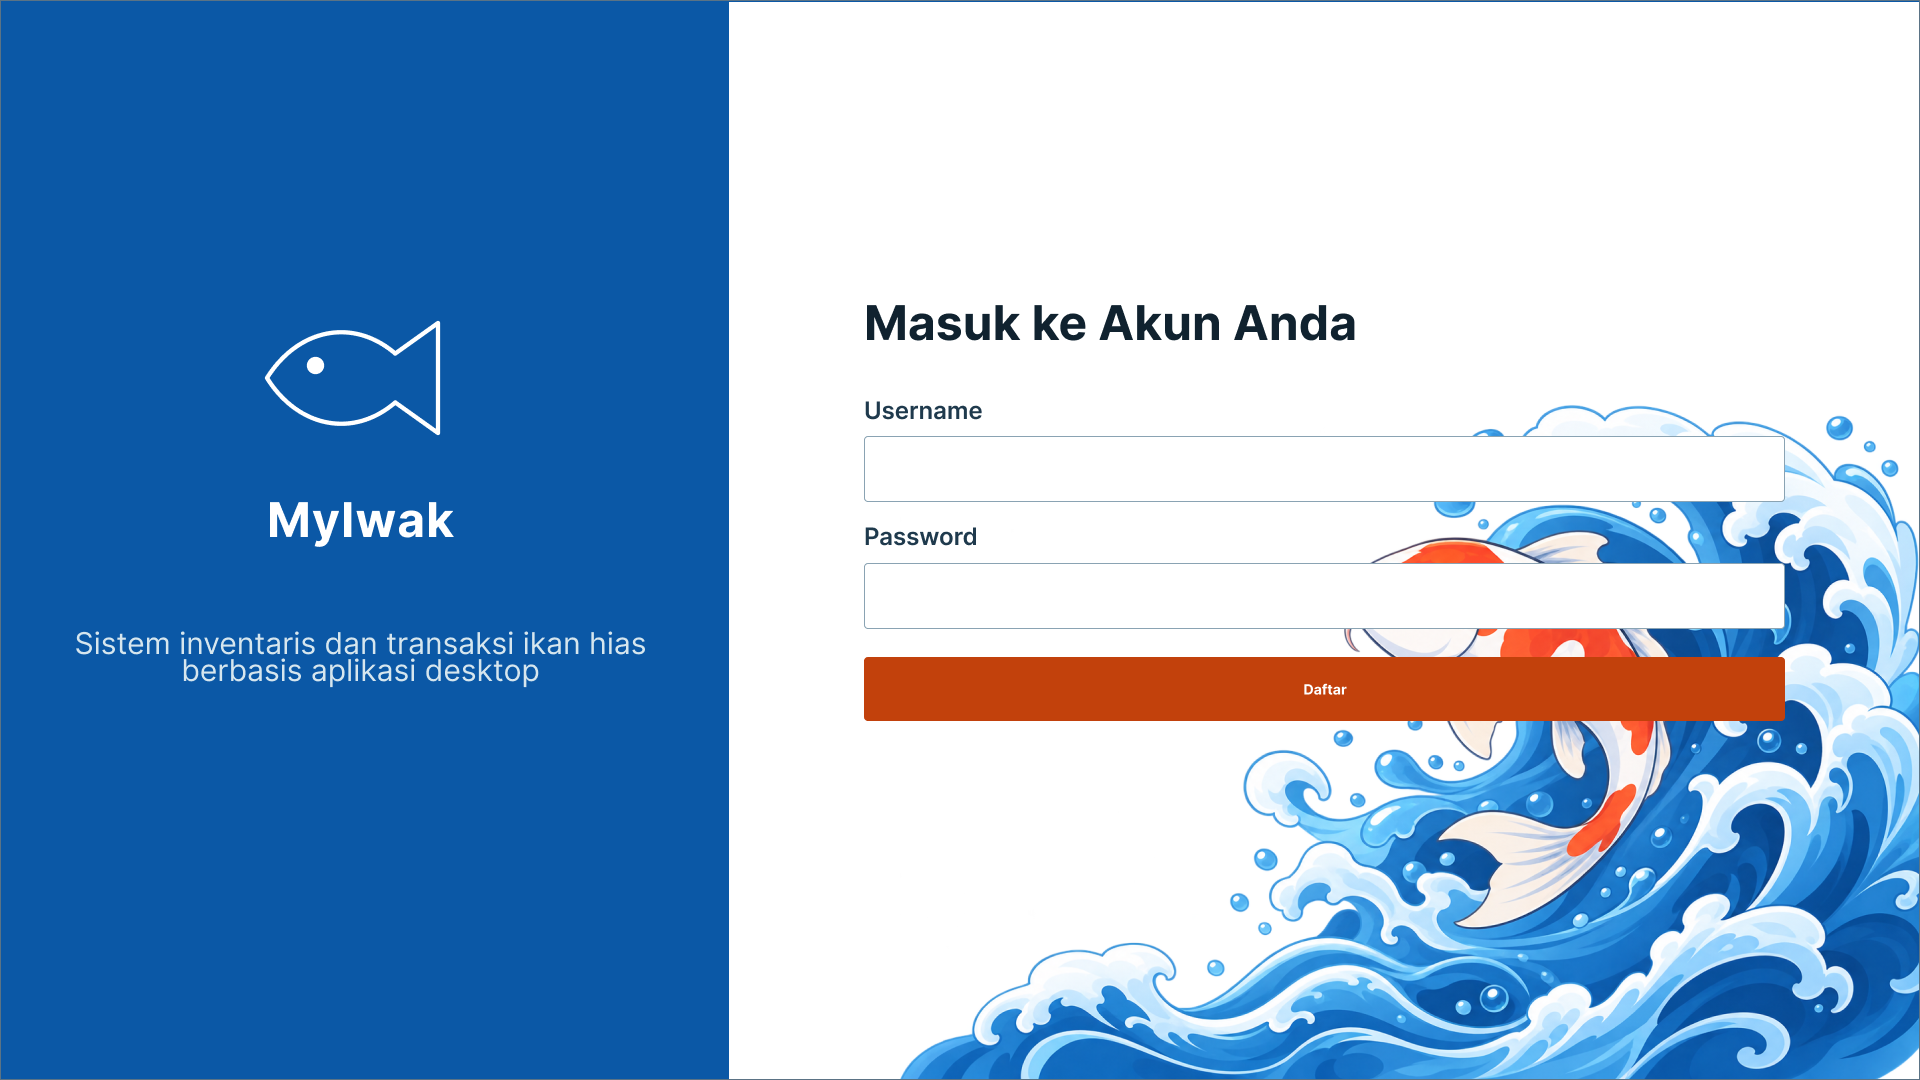 MyIwak
Sistem inventaris dan transaksi ikan hias
berbasis aplikasi desktop
Masuk ke Akun Anda
Username
Password
Daftar